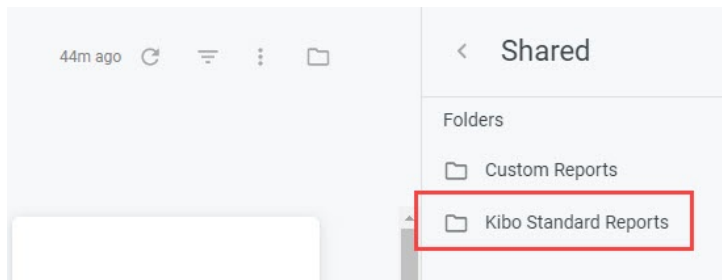 44m ago
Shared
Folders
Custom Reports
Kibo Standard Reports